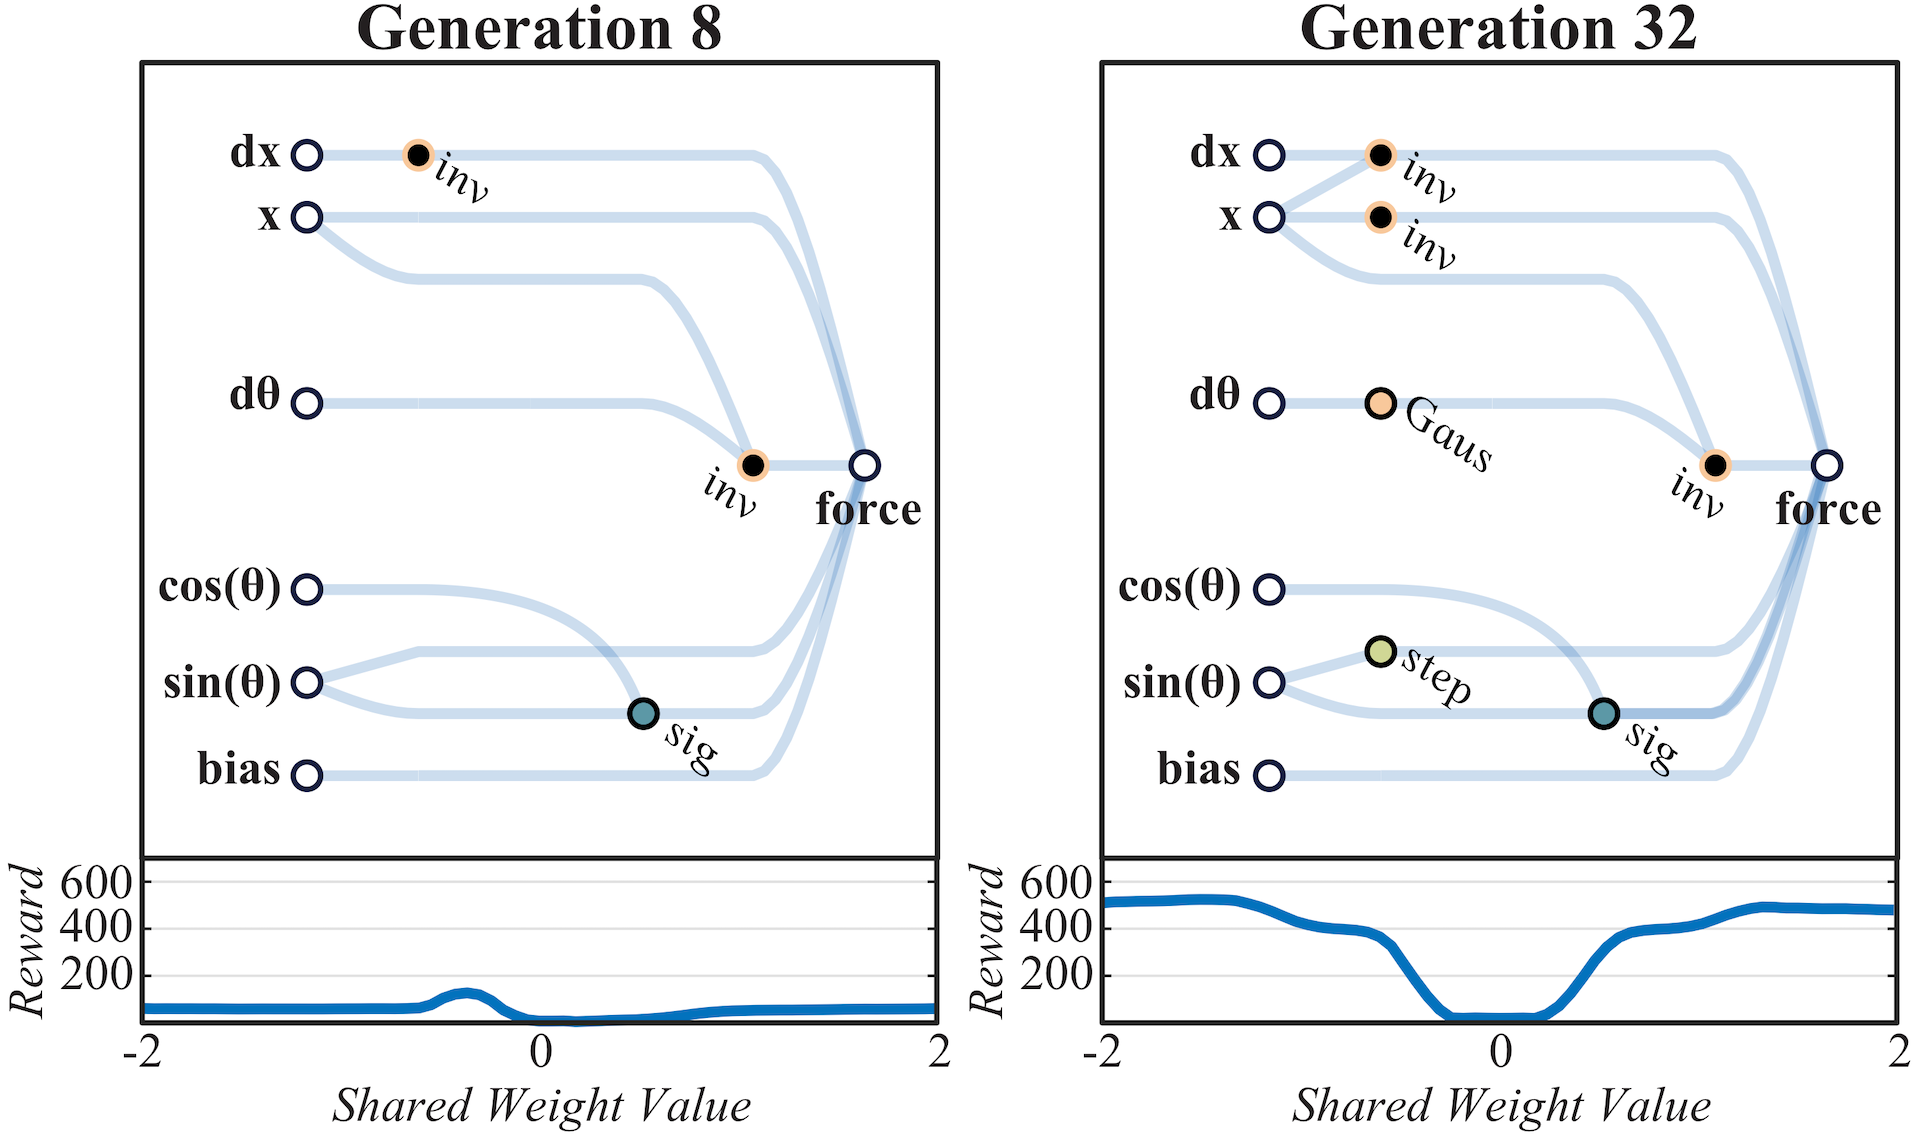 Generation 8
dx
inv
x
dθ
inv
force
cos(θ)
sin(θ)
sig
bias
Reward
600
400
200
-2
0
2
Shared Weight Value
Generation 32
dx
inv
x
inv
dθ
Gaus
inv
force
cos(θ)
step
sin(θ)
sig
bias
Reward
600
400
200
-2
0
2
Shared Weight Value